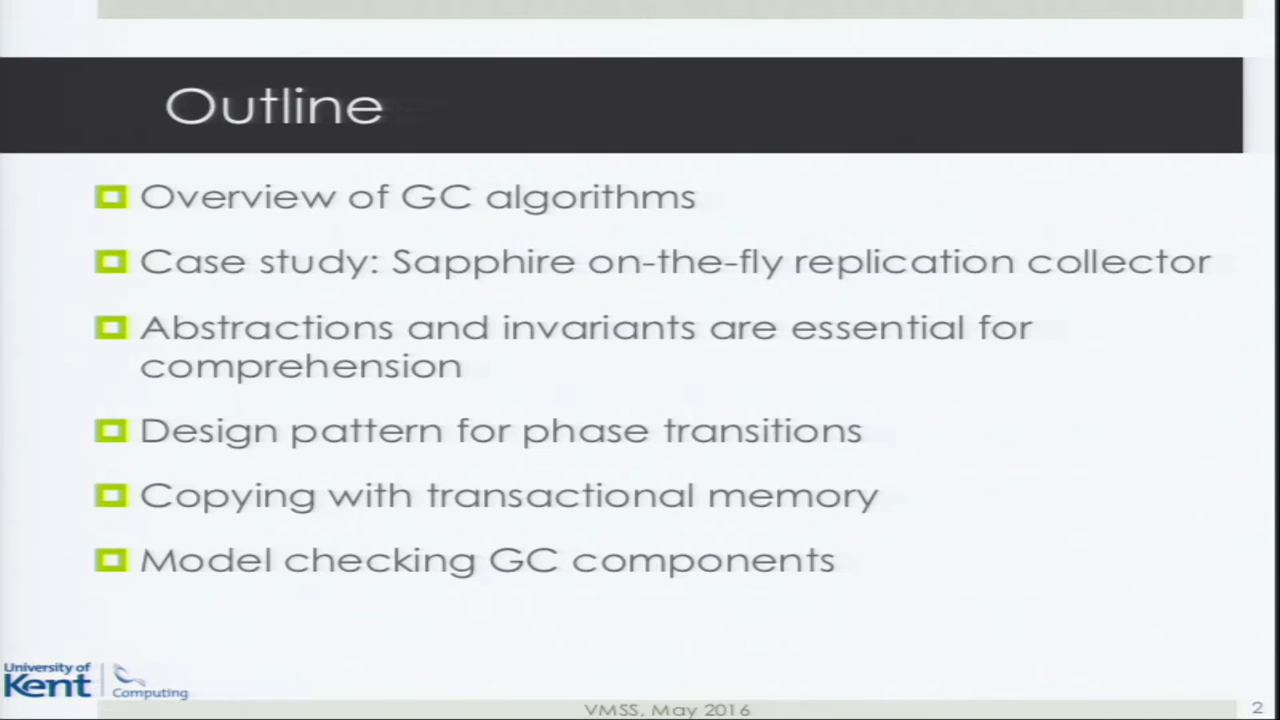 Outline
Overview of GC algorithms
Case study: Sapphire on-the-fly replication collector
Abstractions and invariants are essential for
comprehension
Design pattern for phase transitions
Copying with transactional memory
Model checking GC components
University of
Kent
Computing
VMSS, May 2016
2